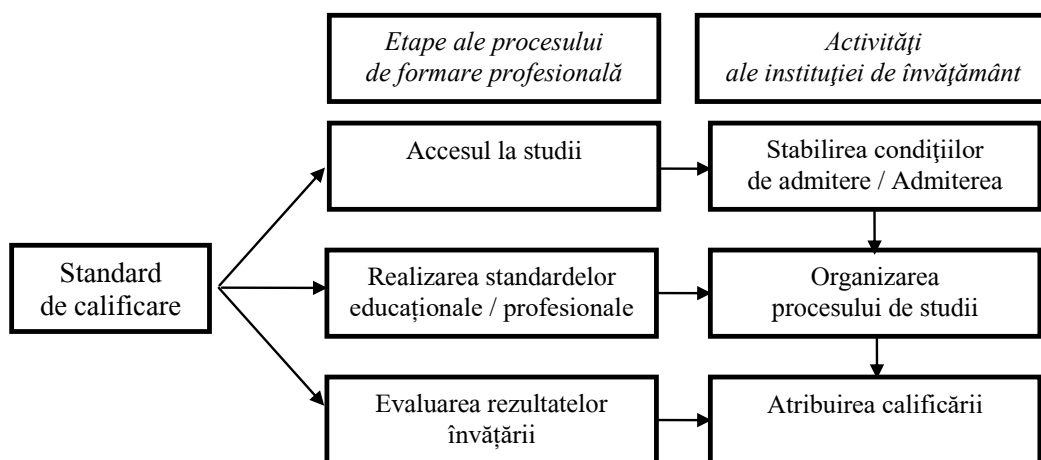 Etape ale procesului
de formare profesională
Activităţi
ale instituţiei de învăţământ
Accesul la studii
Stabilirea condiţiilor
de admitere / Admiterea
Standard
de calificare
Realizarea standardelor
educaționale / profesionale
Organizarea
procesului de studii
Evaluarea rezultatelor
învățării
Atribuirea calificării